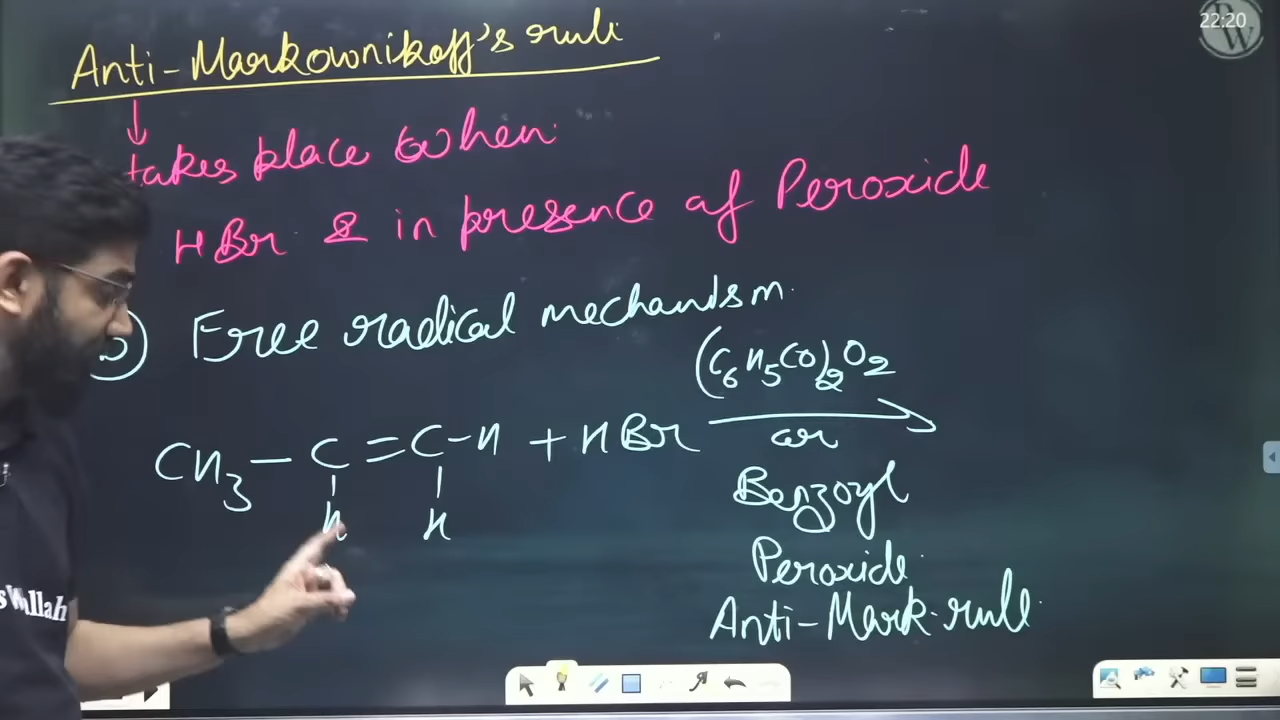 22:20
PW
Anti-Markownikoff's rule
↓
takes place when
HBr & in presence of Peroxide
Free radical mechanism.
(C6H5CO)2O2
CH3 - C = C-H + HBr →
or
H H
Benzoyl
Peroxide
Anti-Mark. rule.